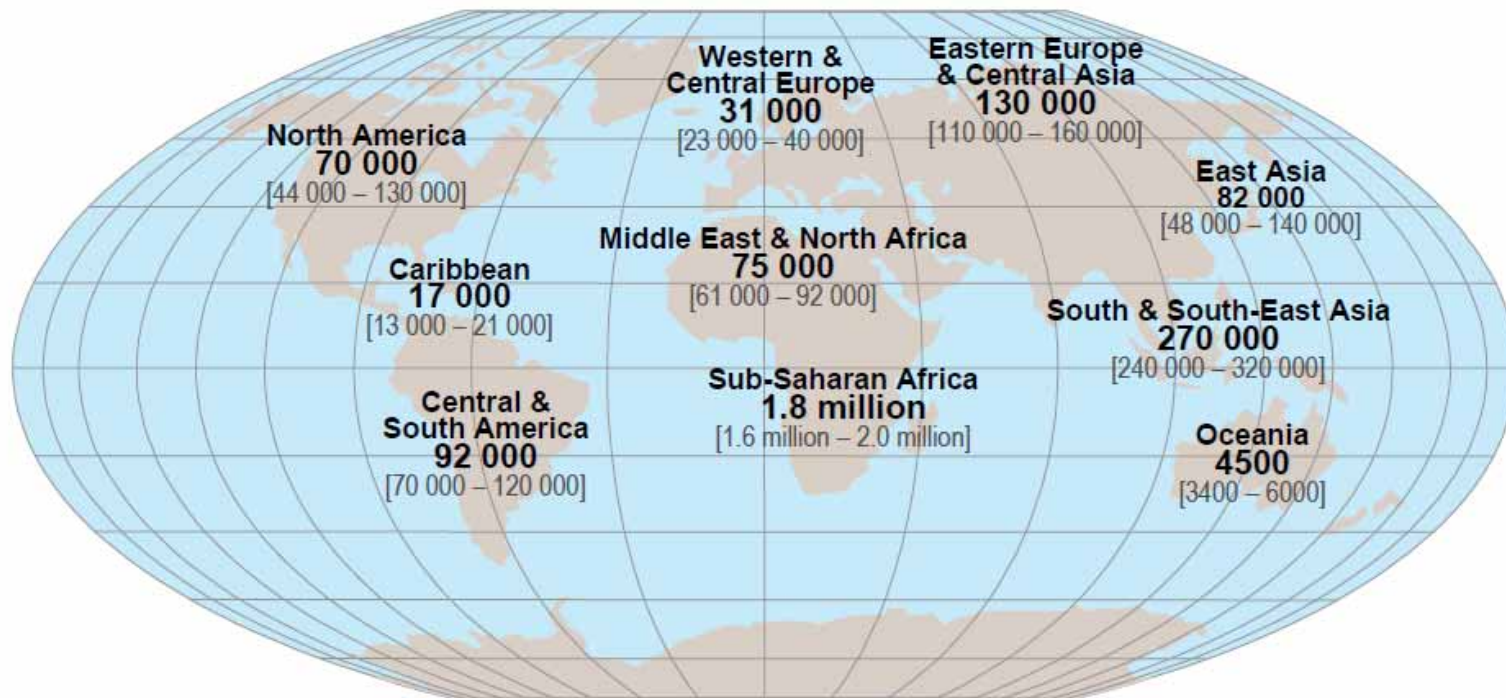 Western &
Central Europe
31 000
[23 000 – 40 000]
Eastern Europe
& Central Asia
130 000
[110 000 – 160 000]
North America
70 000
[44 000 – 130 000]
East Asia
82 000
[48 000 – 140 000]
Middle East & North Africa
75 000
[61 000 – 92 000]
Caribbean
17 000
[13 000 – 21 000]
South & South-East Asia
270 000
[240 000 – 320 000]
Sub-Saharan Africa
1.8 million
[1.6 million – 2.0 million]
Central &
South America
92 000
[70 000 – 120 000]
Oceania
4500
[3400 – 6000]